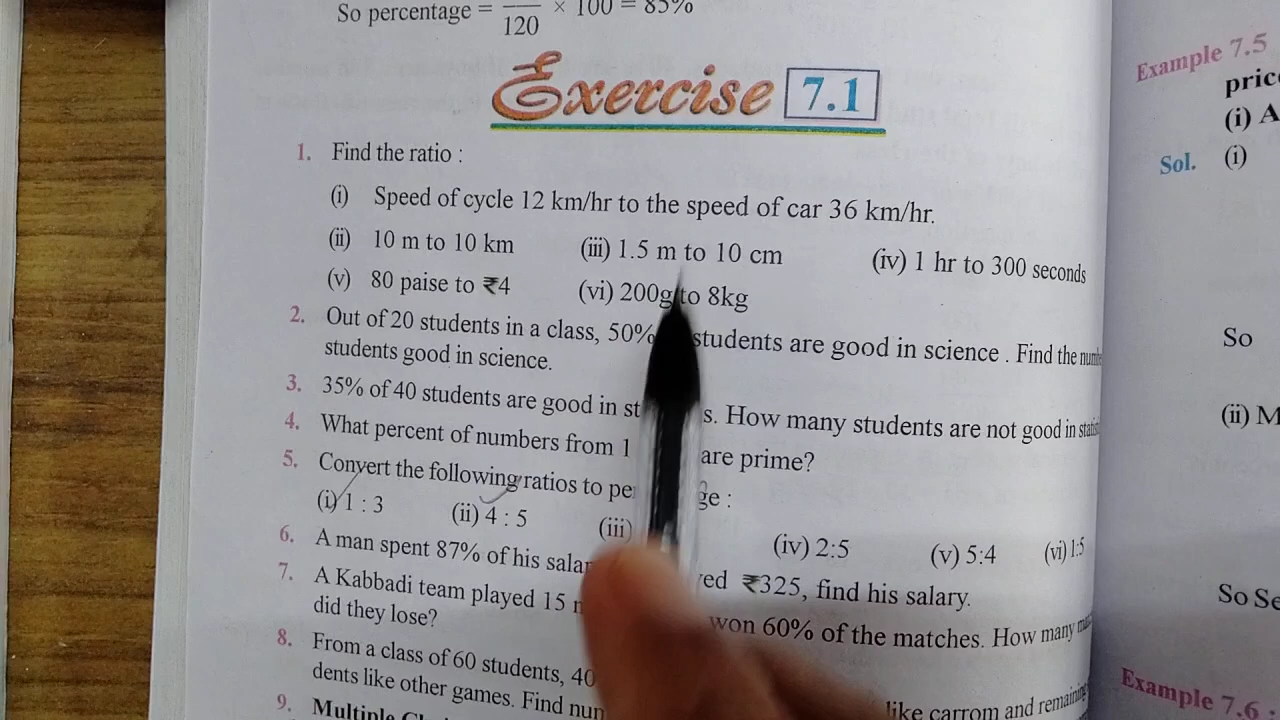 So percentage = /120 × 100 = 85%
Exercise 7.1
1. Find the ratio :
(i) Speed of cycle 12 km/hr to the speed of car 36 km/hr.
(ii) 10 m to 10 km (iii) 1.5 m to 10 cm (iv) 1 hr to 300 seconds
(v) 80 paise to ₹4 (vi) 200g to 8kg
2. Out of 20 students in a class, 50% students are good in science . Find the
students good in science.
3. 35% of 40 students are good in How many students are not good in
4. What percent of numbers from 1 are prime?
5. Convert the following ratios to :
(i) 1 : 3 (ii) 4 : 5 (iii) (iv) 2:5 (v) 5:4 (vi) 1:5
6. A man spent 87% of his ₹325, find his salary.
7. A Kabbadi team played 15 won 60% of the matches. How many
did they lose?
8. From a class of 60 students, 40 like carrom and remaining
dents like other games. Find
9. Multiple
Example 7.5
(i) A
Sol. (i)
So
(ii) M
So
Example 7.6